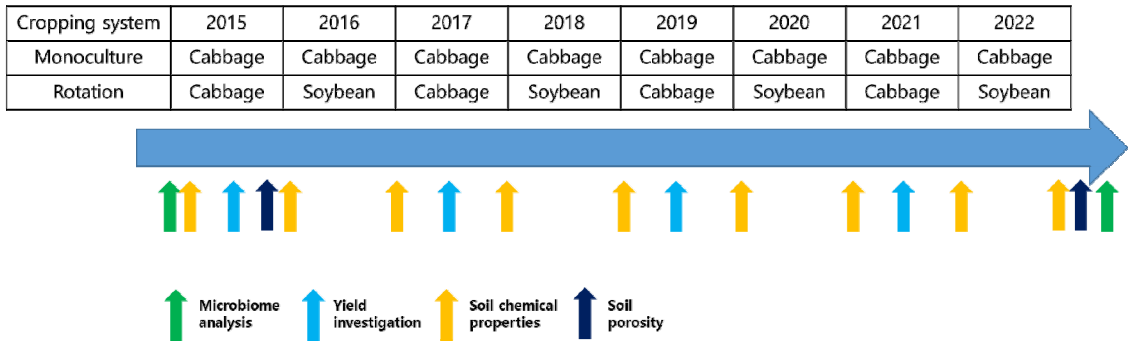 Cropping system 2015 2016 2017 2018 2019 2020 2021 2022
Monoculture Cabbage Cabbage Cabbage Cabbage Cabbage Cabbage Cabbage Cabbage
Rotation Cabbage Soybean Cabbage Soybean Cabbage Soybean Cabbage Soybean
Microbiome
analysis
Yield
investigation
Soil chemical
properties
Soil
porosity